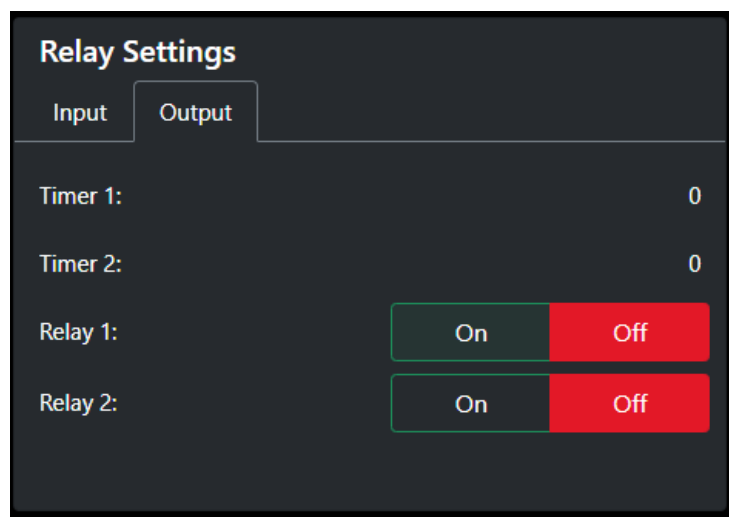 Relay Settings
Input Output
Timer 1: 0
Timer 2: 0
Relay 1: On Off
Relay 2: On Off